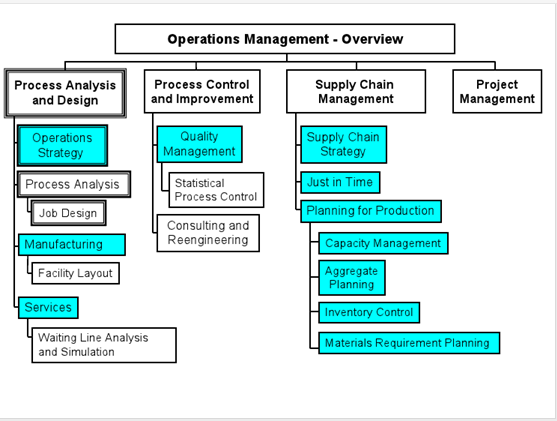 Operations Management - Overview
Process Analysis
and Design
Process Control
and Improvement
Supply Chain
Management
Project
Management
Operations
Strategy
Process Analysis
Job Design
Manufacturing
Facility Layout
Services
Waiting Line Analysis
and Simulation
Quality
Management
Statistical
Process Control
Consulting and
Reengineering
Supply Chain
Strategy
Just in Time
Planning for Production
Capacity Management
Aggregate
Planning
Inventory Control
Materials Requirement Planning